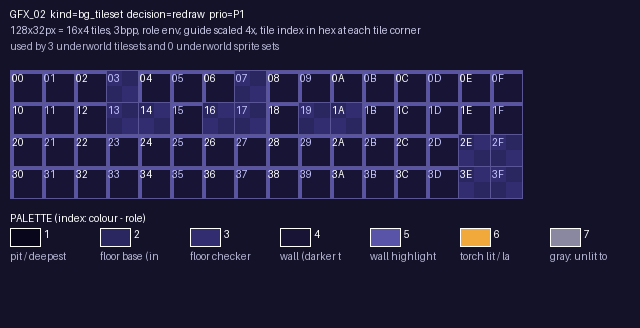 GFX_02 kind=bg_tileset decision=redraw prio=P1
128x32px = 16x4 tiles, 3bpp, role env; guide scaled 4x, tile index in hex at each tile corner
used by 3 underworld tilesets and 0 underworld sprite sets
00 01 02 03 04 05 06 07 08 09 0A 0B 0C 0D 0E 0F
10 11 12 13 14 15 16 17 18 19 1A 1B 1C 1D 1E 1F
20 21 22 23 24 25 26 27 28 29 2A 2B 2C 2D 2E 2F
30 31 32 33 34 35 36 37 38 39 3A 3B 3C 3D 3E 3F
PALETTE (index: colour - role)
1 2 3 4 5 6 7
pit / deepest floor base (in floor checker wall (darker t wall highlight torch lit / la gray: unlit to